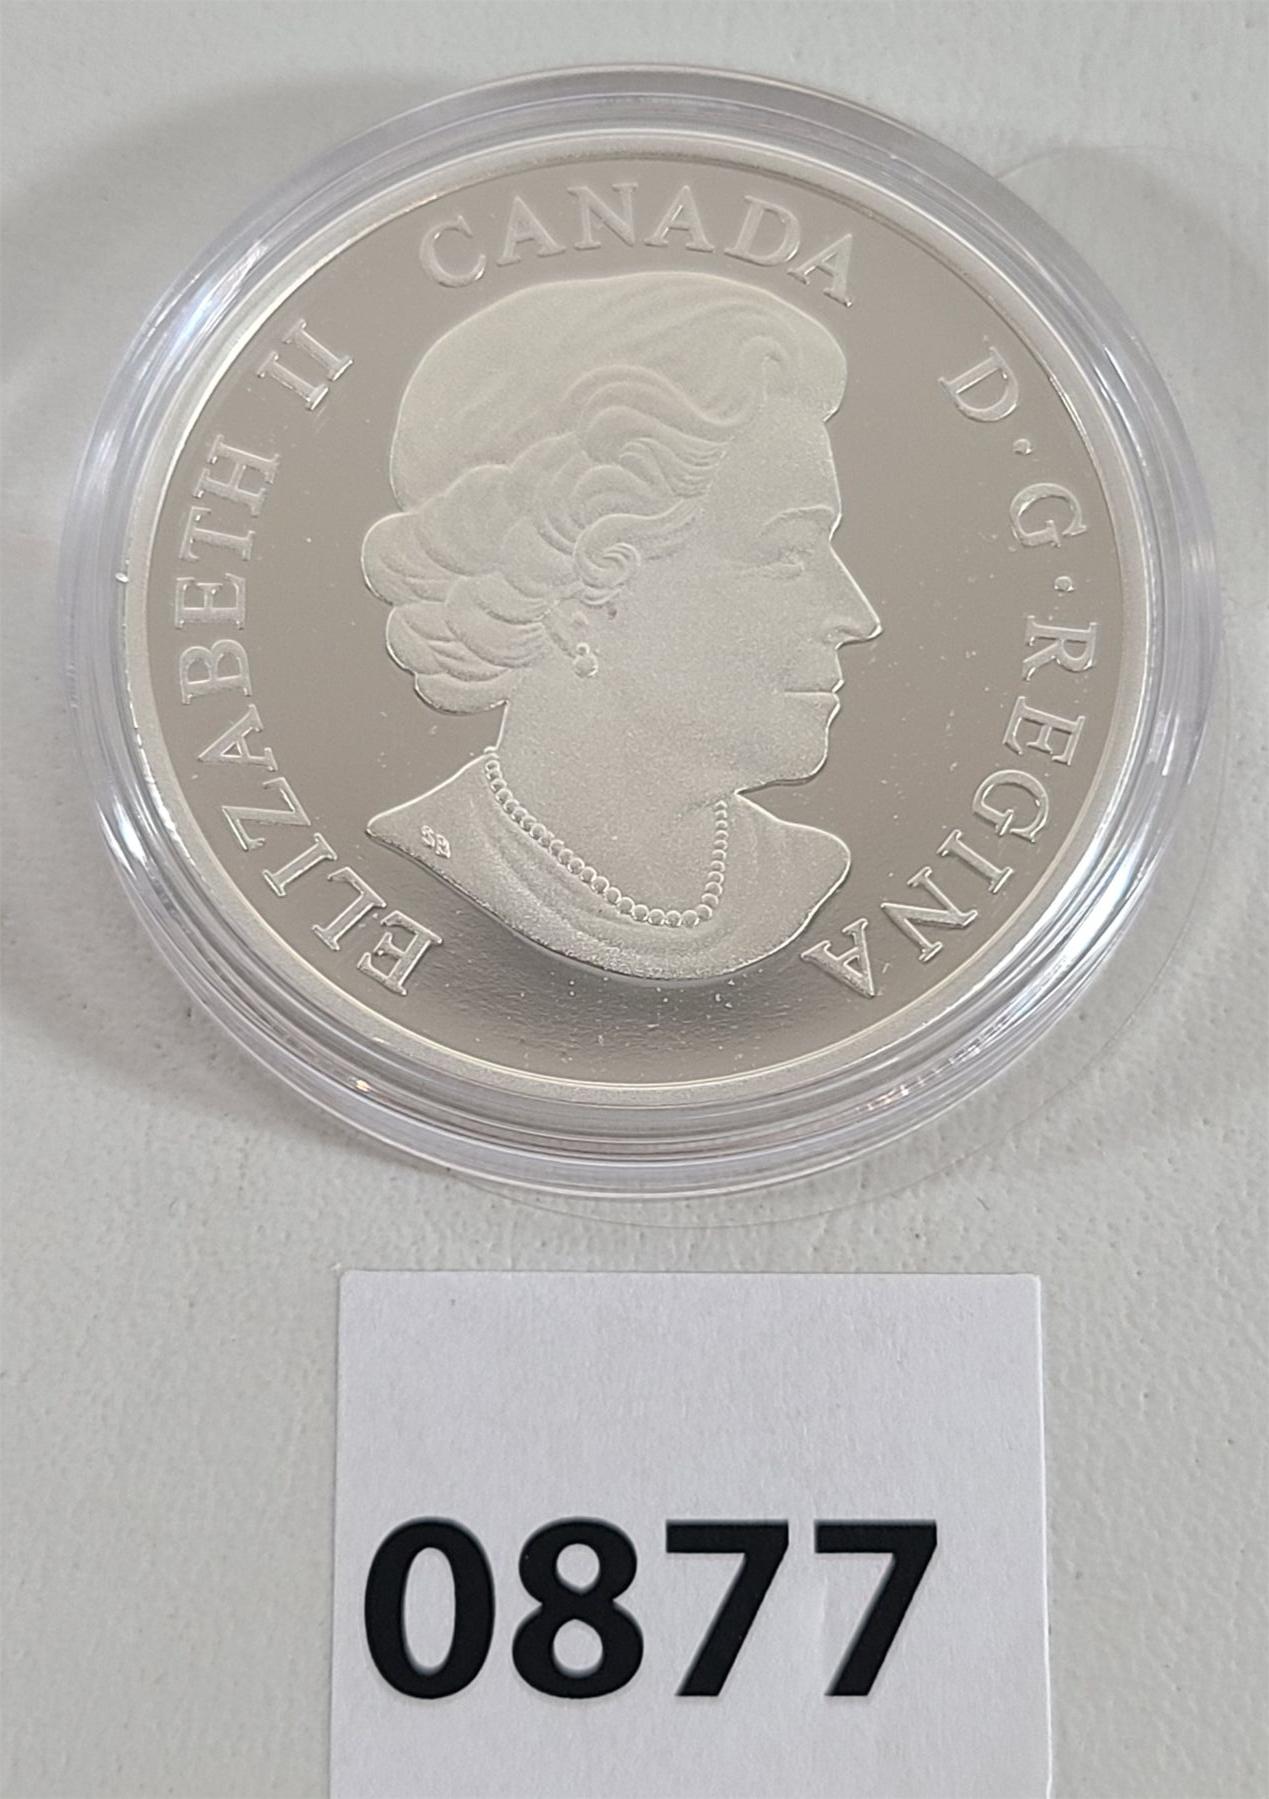 ELIZABETH II CANADA D·G·REGINA
SB
0877